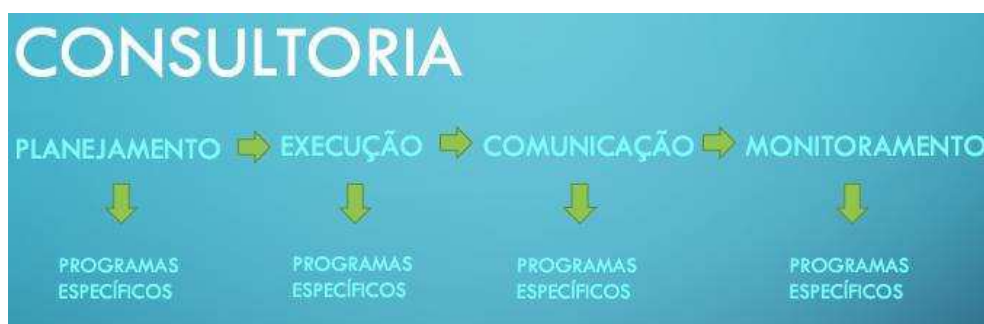 CONSULTORIA
PLANEJAMENTO EXECUÇÃO COMUNICAÇÃO MONITORAMENTO
PROGRAMAS PROGRAMAS PROGRAMAS PROGRAMAS
ESPECÍFICOS ESPECÍFICOS ESPECÍFICOS ESPECÍFICOS